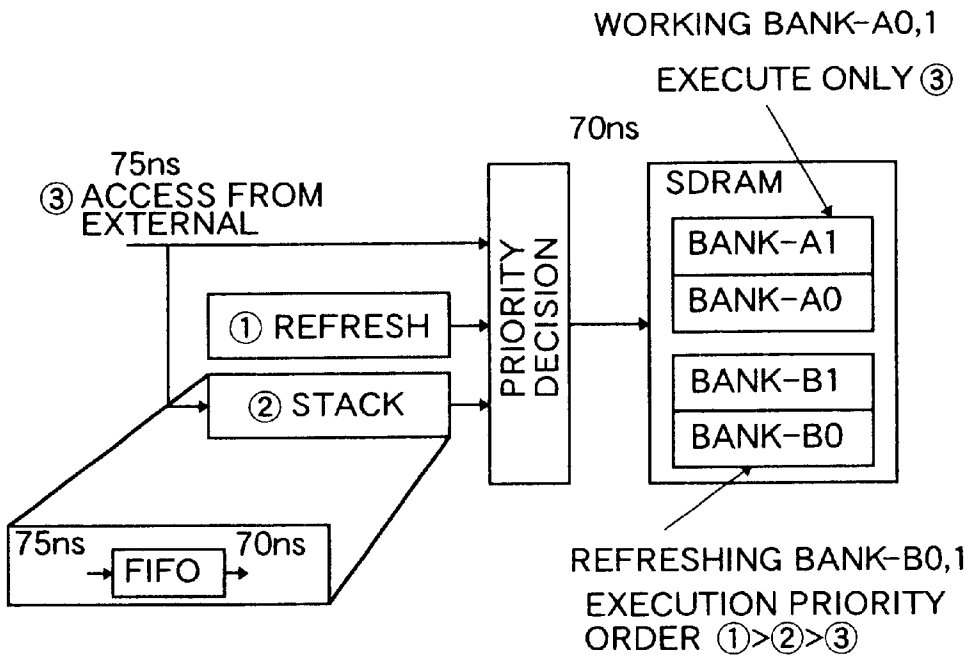 WORKING BANK-A0,1
EXECUTE ONLY ③
70ns
75ns
③ ACCESS FROM
EXTERNAL
SDRAM
BANK-A1
BANK-A0
① REFRESH
PRIORITY
DECISION
② STACK
BANK-B1
BANK-B0
75ns
70ns
FIFO
REFRESHING BANK-B0,1
EXECUTION PRIORITY
ORDER ①>②>③